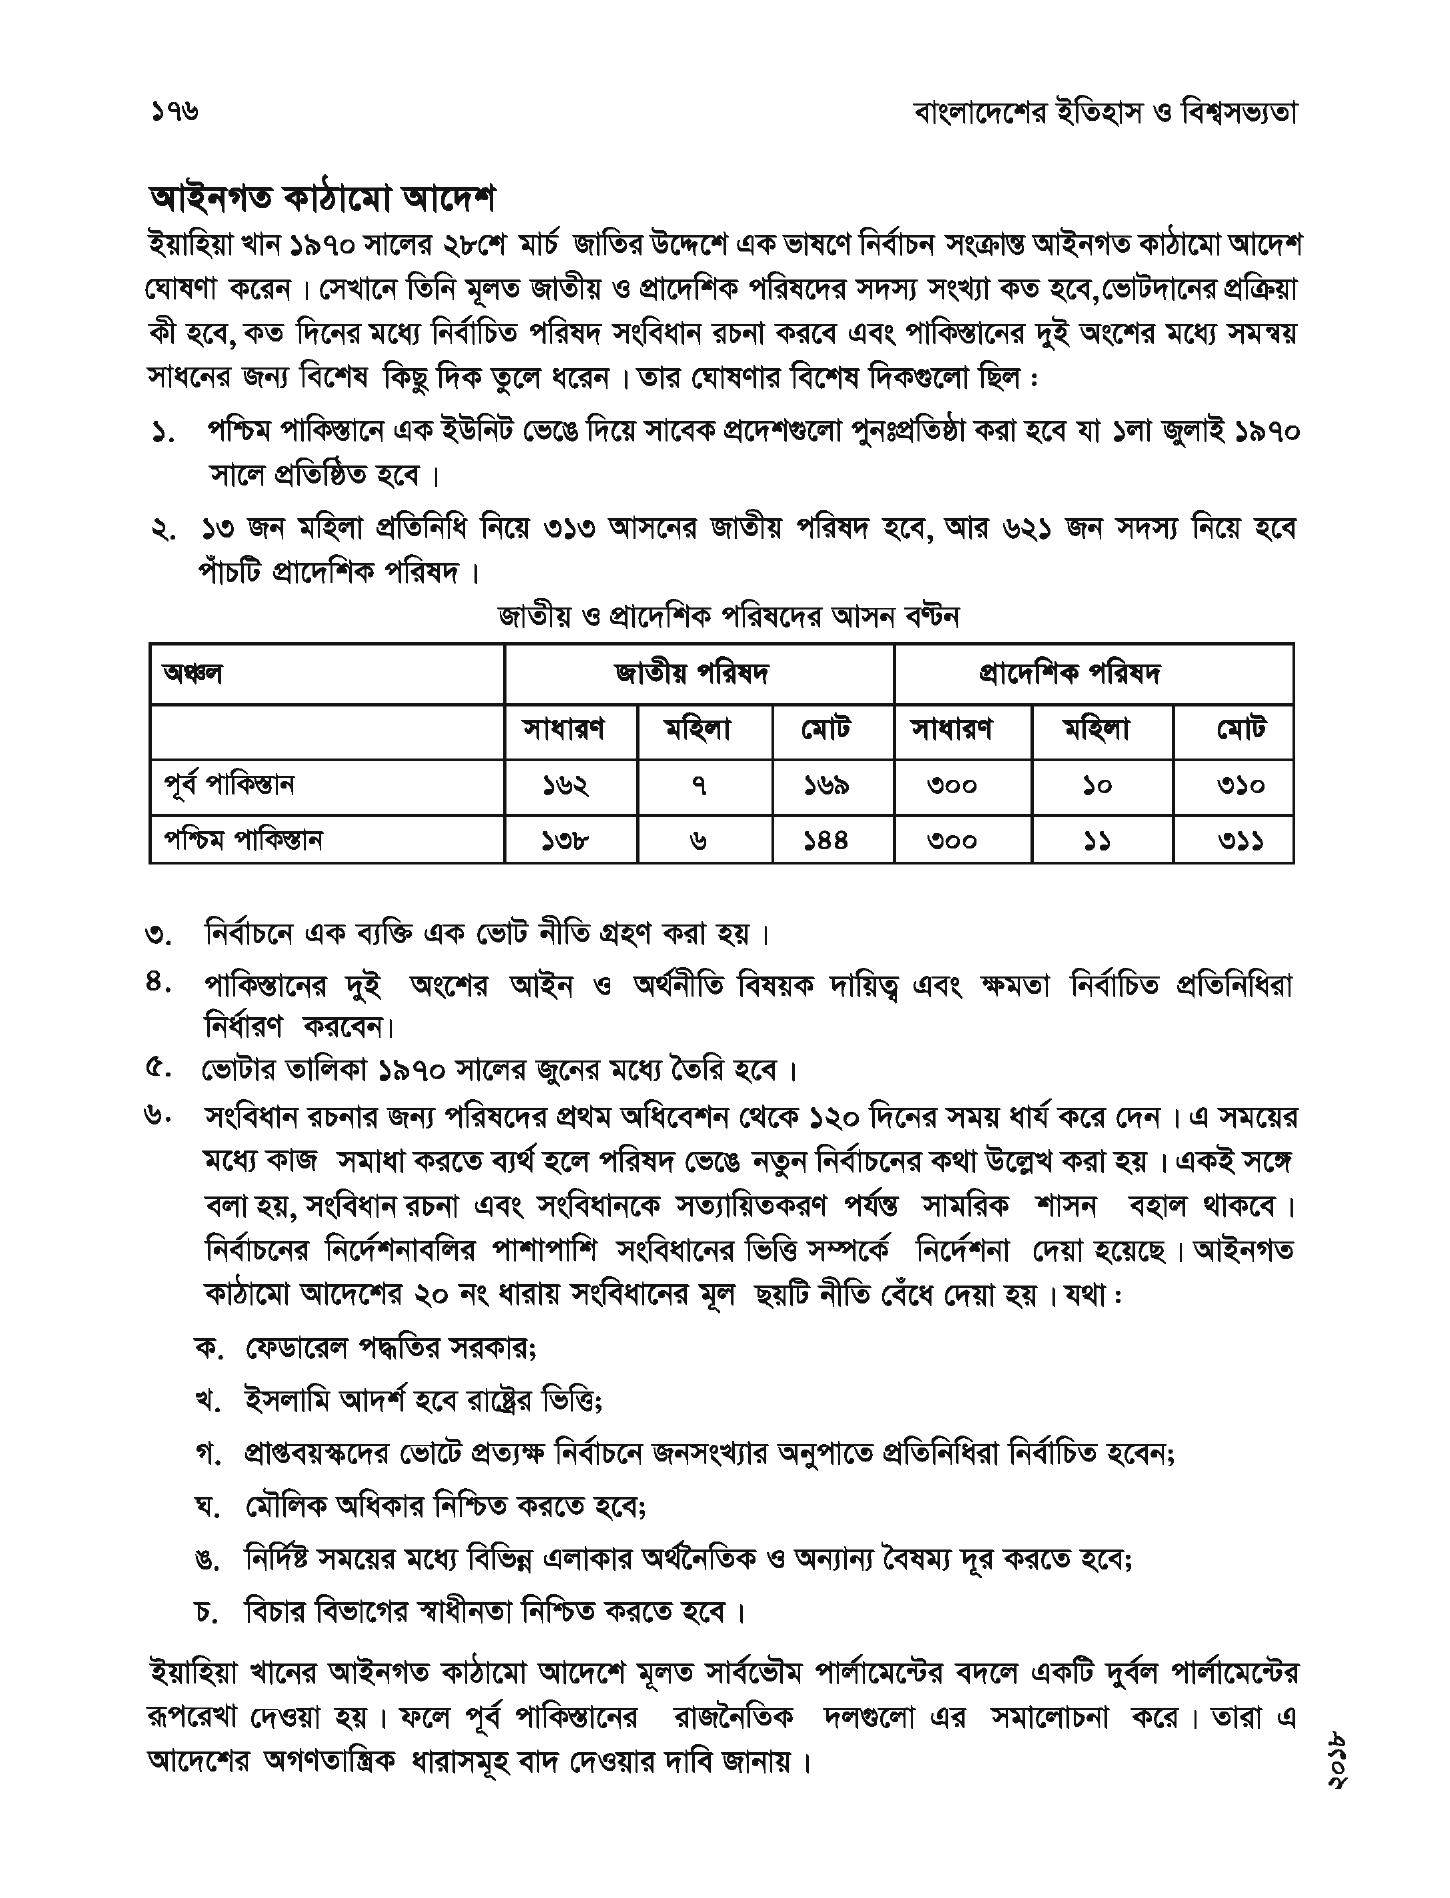 ১৭৬
বাংলাদেশের ইতিহাস ও বিশ্বসভ্যতা
আইনগত কাঠামো আদেশ
ইয়াহিয়া খান ১৯৭০ সালের ২৮শে মার্চ জাতির উদ্দেশে এক ভাষণে নির্বাচন সংক্রান্ত আইনগত কাঠামো আদেশ
ঘোষণা করেন । সেখানে তিনি মূলত জাতীয় ও প্রাদেশিক পরিষদের সদস্য সংখ্যা কত হবে,ভোটদানের প্রক্রিয়া
কী হবে, কত দিনের মধ্যে নির্বাচিত পরিষদ সংবিধান রচনা করবে এবং পাকিস্তানের দুই অংশের মধ্যে সমন্বয়
সাধনের জন্য বিশেষ কিছু দিক তুলে ধরেন । তার ঘোষণার বিশেষ দিকগুলো ছিল :
১. পশ্চিম পাকিস্তানে এক ইউনিট ভেঙে দিয়ে সাবেক প্রদেশগুলো পুনঃপ্রতিষ্ঠা করা হবে যা ১লা জুলাই ১৯৭০
সালে প্রতিষ্ঠিত হবে ।
২. ১৩ জন মহিলা প্রতিনিধি নিয়ে ৩১৩ আসনের জাতীয় পরিষদ হবে, আর ৬২১ জন সদস্য নিয়ে হবে
পাঁচটি প্রাদেশিক পরিষদ ।
জাতীয় ও প্রাদেশিক পরিষদের আসন বণ্টন
অঞ্চল জাতীয় পরিষদ প্রাদেশিক পরিষদ
সাধারণ মহিলা মোট সাধারণ মহিলা মোট
পূর্ব পাকিস্তান ১৬২ ৭ ১৬৯ ৩০০ ১০ ৩১০
পশ্চিম পাকিস্তান ১৩৮ ৬ ১৪৪ ৩০০ ১১ ৩১১
৩. নির্বাচনে এক ব্যক্তি এক ভোট নীতি গ্রহণ করা হয় ।
৪. পাকিস্তানের দুই অংশের আইন ও অর্থনীতি বিষয়ক দায়িত্ব এবং ক্ষমতা নির্বাচিত প্রতিনিধিরা
নির্ধারণ করবেন।
৫. ভোটার তালিকা ১৯৭০ সালের জুনের মধ্যে তৈরি হবে ।
৬. সংবিধান রচনার জন্য পরিষদের প্রথম অধিবেশন থেকে ১২০ দিনের সময় ধার্য করে দেন । এ সময়ের
মধ্যে কাজ সমাধা করতে ব্যর্থ হলে পরিষদ ভেঙে নতুন নির্বাচনের কথা উল্লেখ করা হয় । একই সঙ্গে
বলা হয়, সংবিধান রচনা এবং সংবিধানকে সত্যায়িতকরণ পর্যন্ত সামরিক শাসন বহাল থাকবে ।
নির্বাচনের নির্দেশনাবলির পাশাপাশি সংবিধানের ভিত্তি সম্পর্কে নির্দেশনা দেয়া হয়েছে । আইনগত
কাঠামো আদেশের ২০ নং ধারায় সংবিধানের মূল ছয়টি নীতি বেঁধে দেয়া হয় । যথা :
ক. ফেডারেল পদ্ধতির সরকার;
খ. ইসলামি আদর্শ হবে রাষ্ট্রের ভিত্তি;
গ. প্রাপ্তবয়স্কদের ভোটে প্রত্যক্ষ নির্বাচনে জনসংখ্যার অনুপাতে প্রতিনিধিরা নির্বাচিত হবেন;
ঘ. মৌলিক অধিকার নিশ্চিত করতে হবে;
ঙ. নির্দিষ্ট সময়ের মধ্যে বিভিন্ন এলাকার অর্থনৈতিক ও অন্যান্য বৈষম্য দূর করতে হবে;
চ. বিচার বিভাগের স্বাধীনতা নিশ্চিত করতে হবে ।
ইয়াহিয়া খানের আইনগত কাঠামো আদেশে মূলত সার্বভৌম পার্লামেন্টের বদলে একটি দুর্বল পার্লামেন্টের
রূপরেখা দেওয়া হয় । ফলে পূর্ব পাকিস্তানের রাজনৈতিক দলগুলো এর সমালোচনা করে । তারা এ
আদেশের অগণতান্ত্রিক ধারাসমূহ বাদ দেওয়ার দাবি জানায় ।
২০১৮